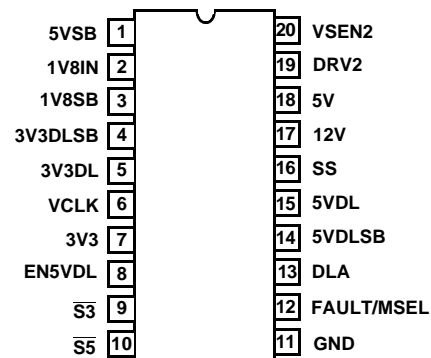 5VSB 1 20 VSEN2
1V8IN 2 19 DRV2
1V8SB 3 18 5V
3V3DLSB 4 17 12V
3V3DL 5 16 SS
VCLK 6 15 5VDL
3V3 7 14 5VDLSB
EN5VDL 8 13 DLA
S̅3̅ 9 12 FAULT/MSEL
S̅5̅ 10 11 GND